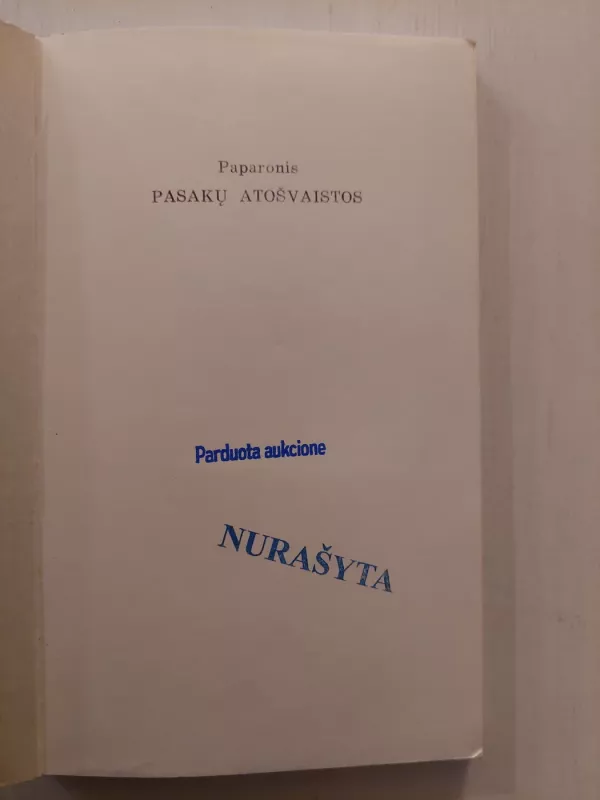 Paparonis
PASAKŲ ATOŠVAISTOS
Parduota aukcione
NURAŠYTA